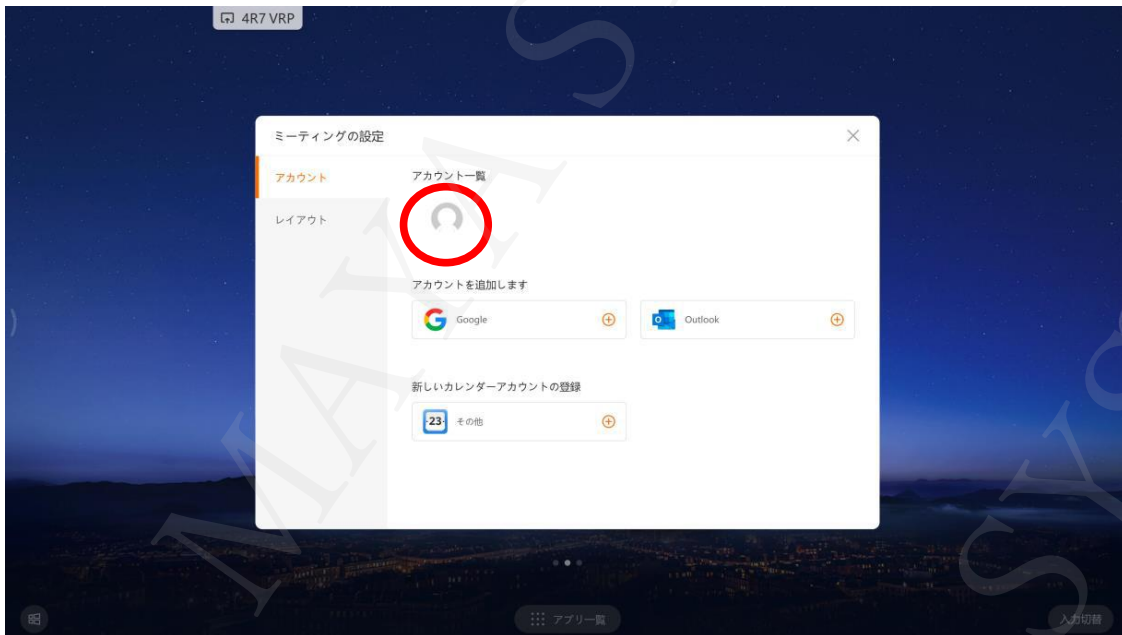 4R7 VRP
ミーティングの設定
アカウント
アカウント一覧
レイアウト
アカウントを追加します
Google
Outlook
新しいカレンダーアカウントの登録
23
その他
アプリ一覧
入力切替
MAYA SYS